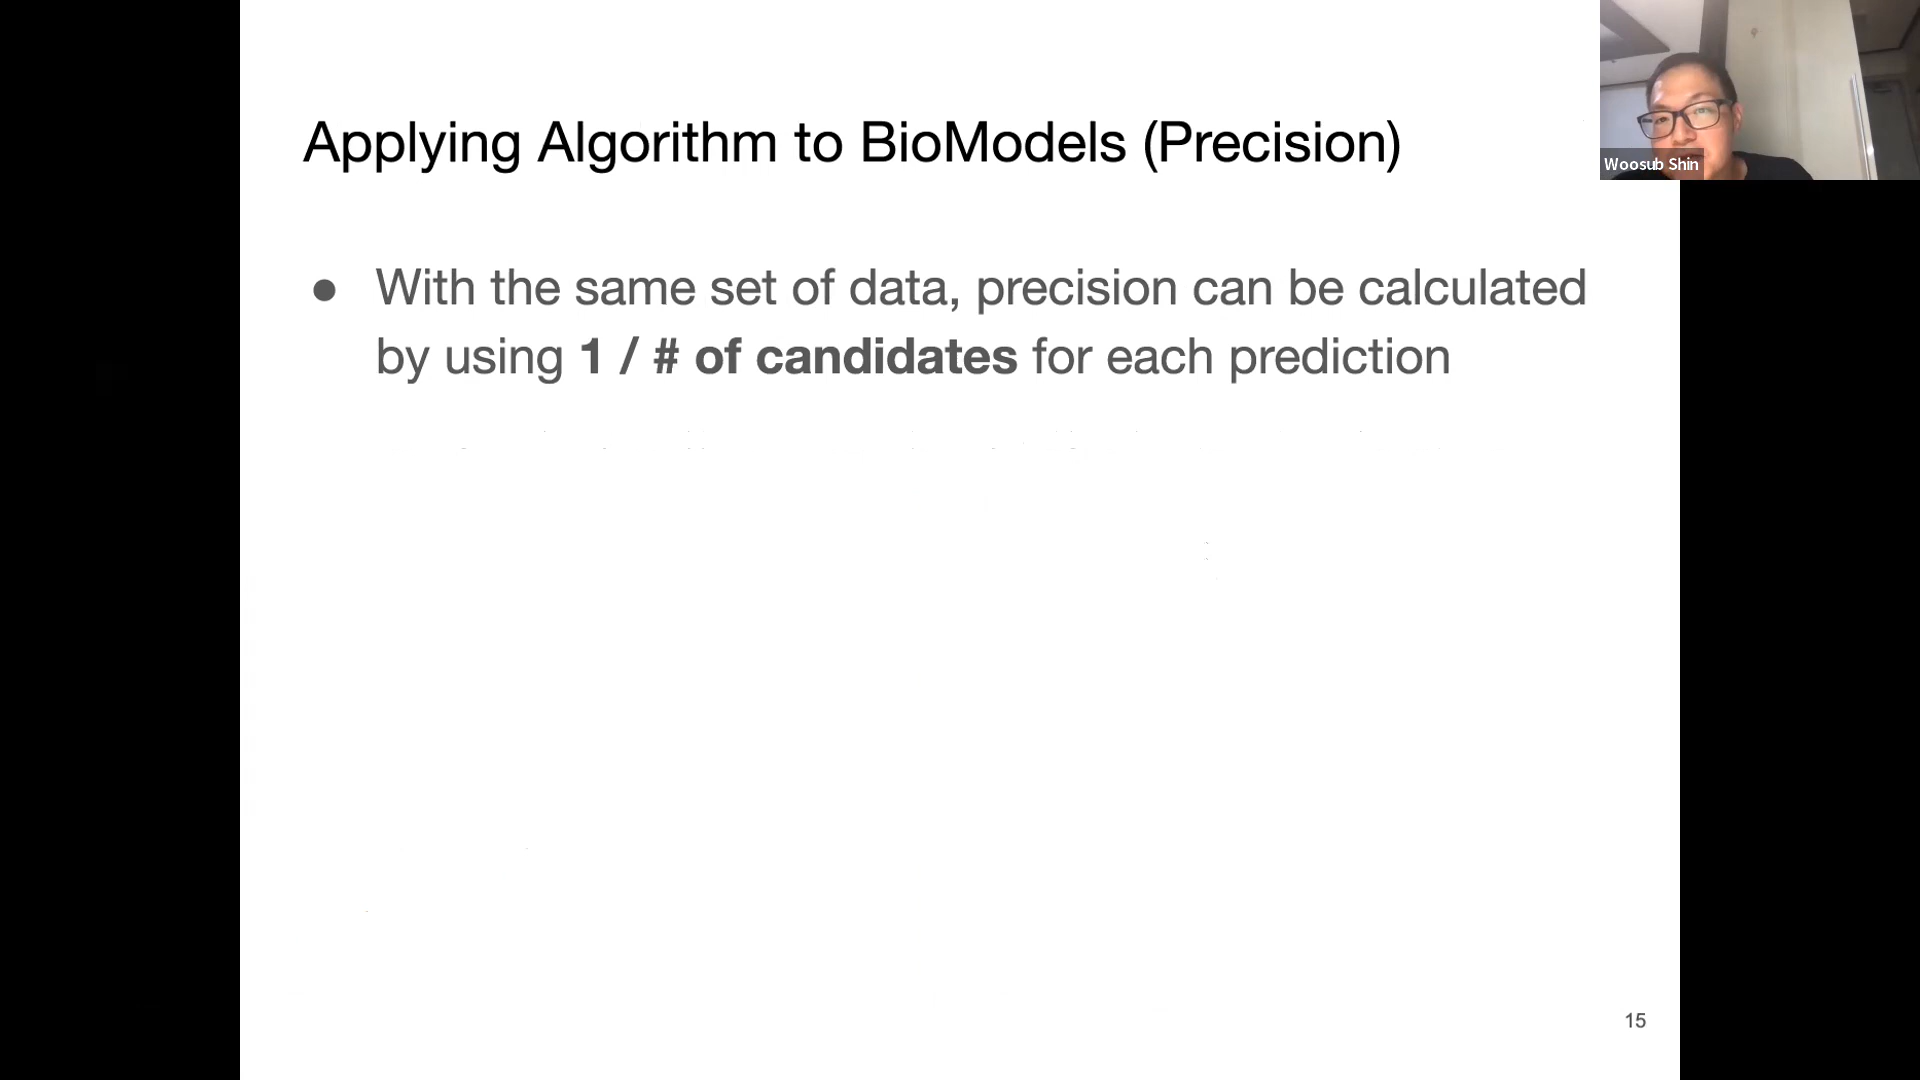 Applying Algorithm to BioModels (Precision)
Woosub Shin
● With the same set of data, precision can be calculated
by using 1 / # of candidates for each prediction
15